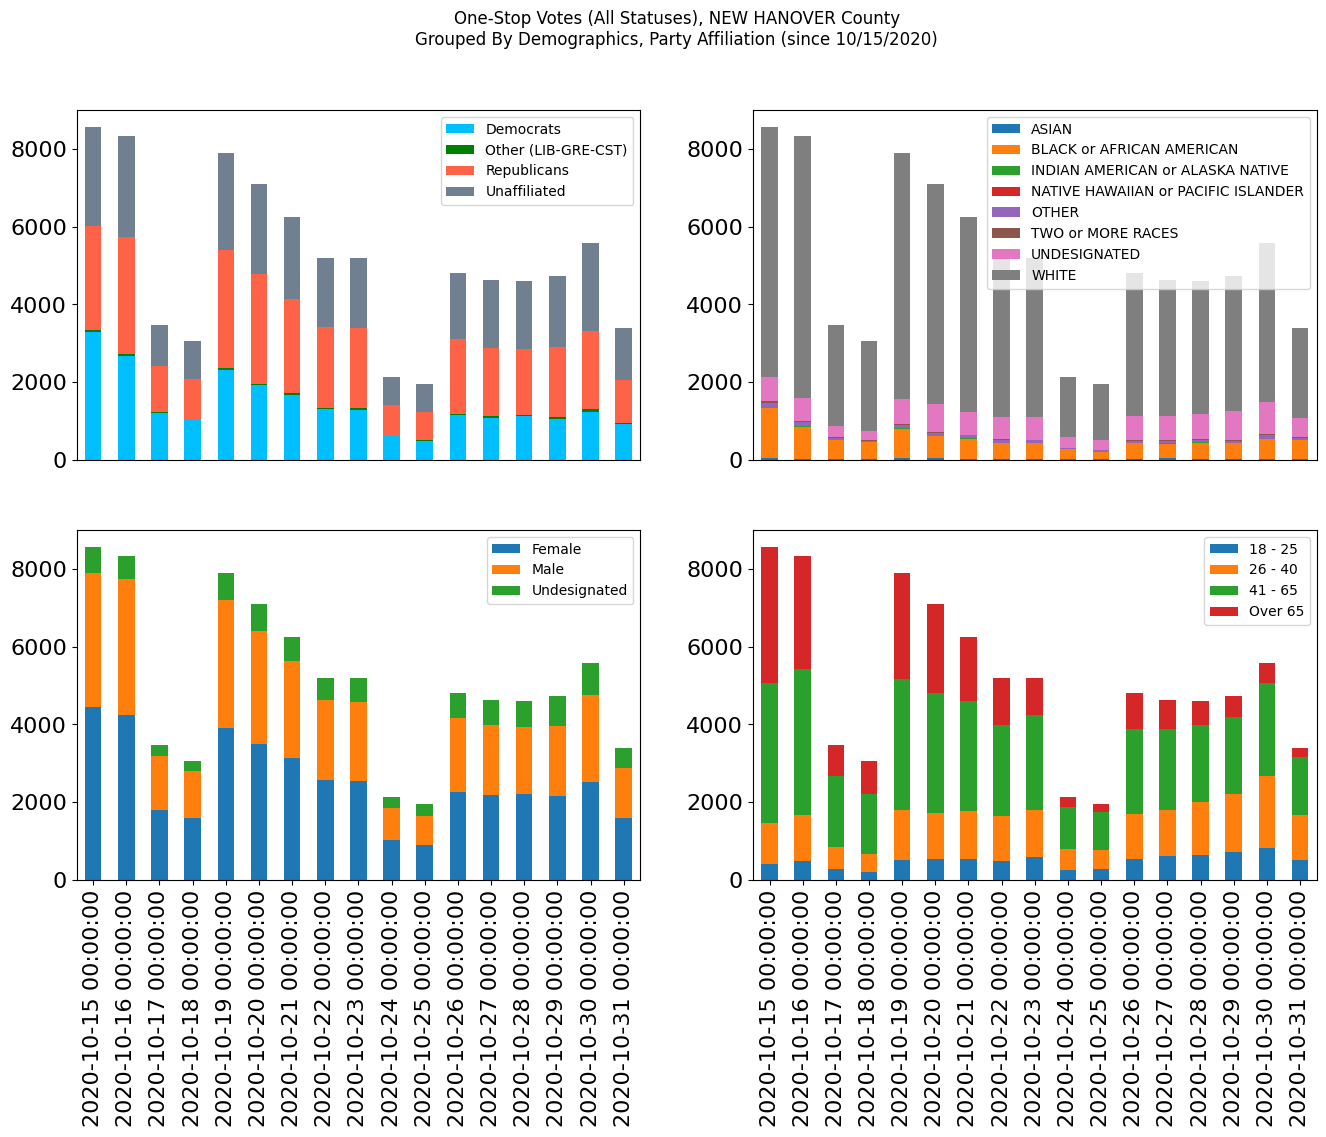 One-Stop Votes (All Statuses), NEW HANOVER County
Grouped By Demographics, Party Affiliation (since 10/15/2020)
8000
6000
4000
2000
0
Democrats
Other (LIB-GRE-CST)
Republicans
Unaffiliated
8000
6000
4000
2000
0
ASIAN
BLACK or AFRICAN AMERICAN
INDIAN AMERICAN or ALASKA NATIVE
NATIVE HAWAIIAN or PACIFIC ISLANDER
OTHER
TWO or MORE RACES
UNDESIGNATED
WHITE
8000
6000
4000
2000
0
Female
Male
Undesignated
2020-10-15 00:00:00
2020-10-16 00:00:00
2020-10-17 00:00:00
2020-10-18 00:00:00
2020-10-19 00:00:00
2020-10-20 00:00:00
2020-10-21 00:00:00
2020-10-22 00:00:00
2020-10-23 00:00:00
2020-10-24 00:00:00
2020-10-25 00:00:00
2020-10-26 00:00:00
2020-10-27 00:00:00
2020-10-28 00:00:00
2020-10-29 00:00:00
2020-10-30 00:00:00
2020-10-31 00:00:00
8000
6000
4000
2000
0
18 - 25
26 - 40
41 - 65
Over 65
2020-10-15 00:00:00
2020-10-16 00:00:00
2020-10-17 00:00:00
2020-10-18 00:00:00
2020-10-19 00:00:00
2020-10-20 00:00:00
2020-10-21 00:00:00
2020-10-22 00:00:00
2020-10-23 00:00:00
2020-10-24 00:00:00
2020-10-25 00:00:00
2020-10-26 00:00:00
2020-10-27 00:00:00
2020-10-28 00:00:00
2020-10-29 00:00:00
2020-10-30 00:00:00
2020-10-31 00:00:00